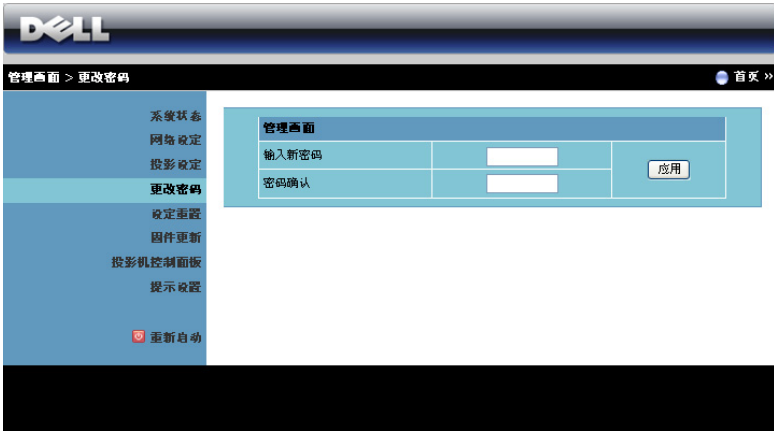 DELL
管理画面 > 更改密码
首页 »
系统状态
网络设定
投影设定
更改密码
设定重置
固件更新
投影机控制面板
提示设置
重新启动
管理画面
输入新密码
密码确认
应用